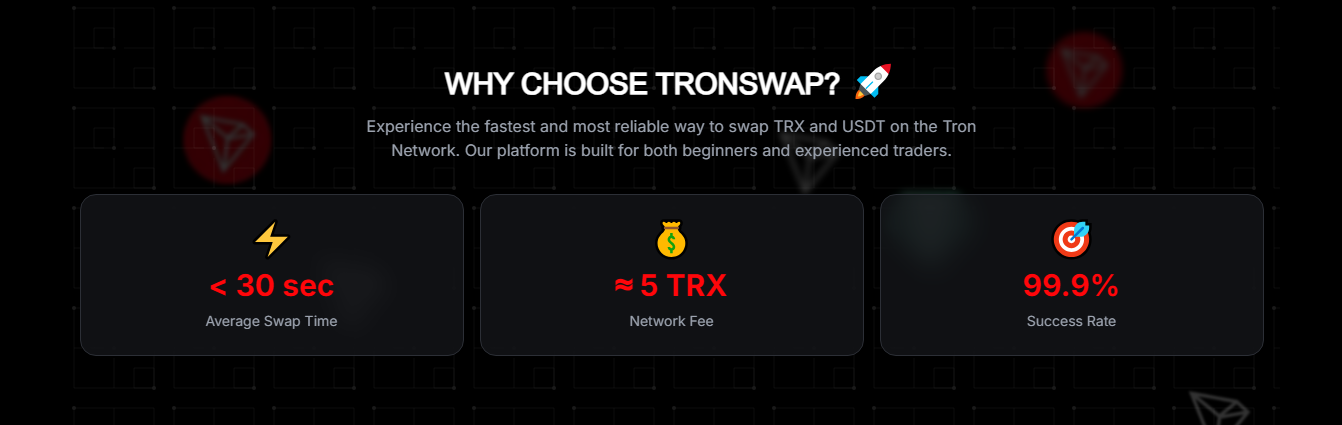 WHY CHOOSE TRONSWAP? 🚀
Experience the fastest and most reliable way to swap TRX and USDT on the Tron
Network. Our platform is built for both beginners and experienced traders.
< 30 sec
Average Swap Time
≈ 5 TRX
Network Fee
99.9%
Success Rate